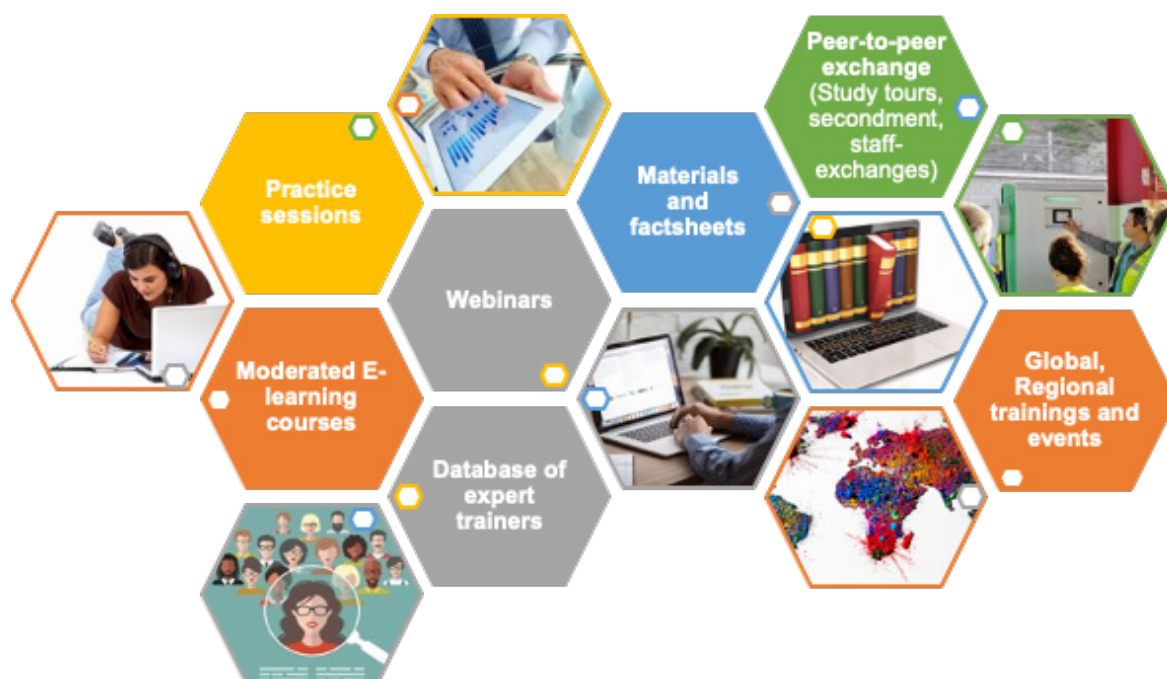 Peer-to-peer
exchange
(Study tours,
secondment,
staff-
exchanges)
Practice
sessions
Materials
and
factsheets
Webinars
Moderated E-
learning
courses
Global,
Regional
trainings and
events
Database of
expert
trainers